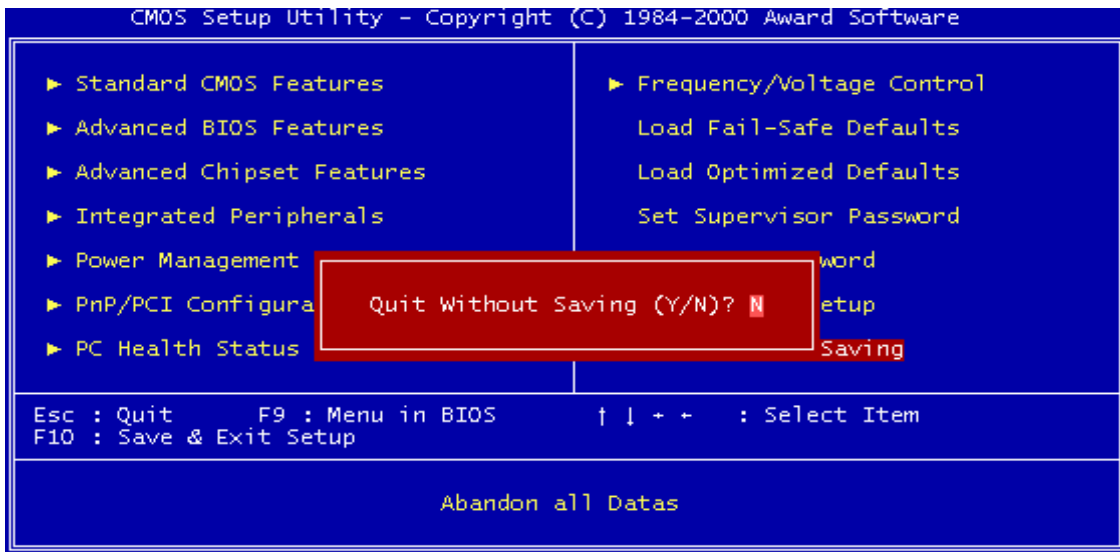 CMOS Setup Utility – Copyright (C) 1984–2000 Award Software
► Standard CMOS Features
► Advanced BIOS Features
► Advanced Chipset Features
► Integrated Peripherals
► Power Management
► PnP/PCI Configura
► PC Health Status
► Frequency/Voltage Control
Load Fail-Safe Defaults
Load Optimized Defaults
Set Supervisor Password
word
etup
Saving
Quit Without Saving (Y/N)? N
Esc : Quit F9 : Menu in BIOS ↑ ↓ ← ← : Select Item
F10 : Save & Exit Setup
Abandon all Datas